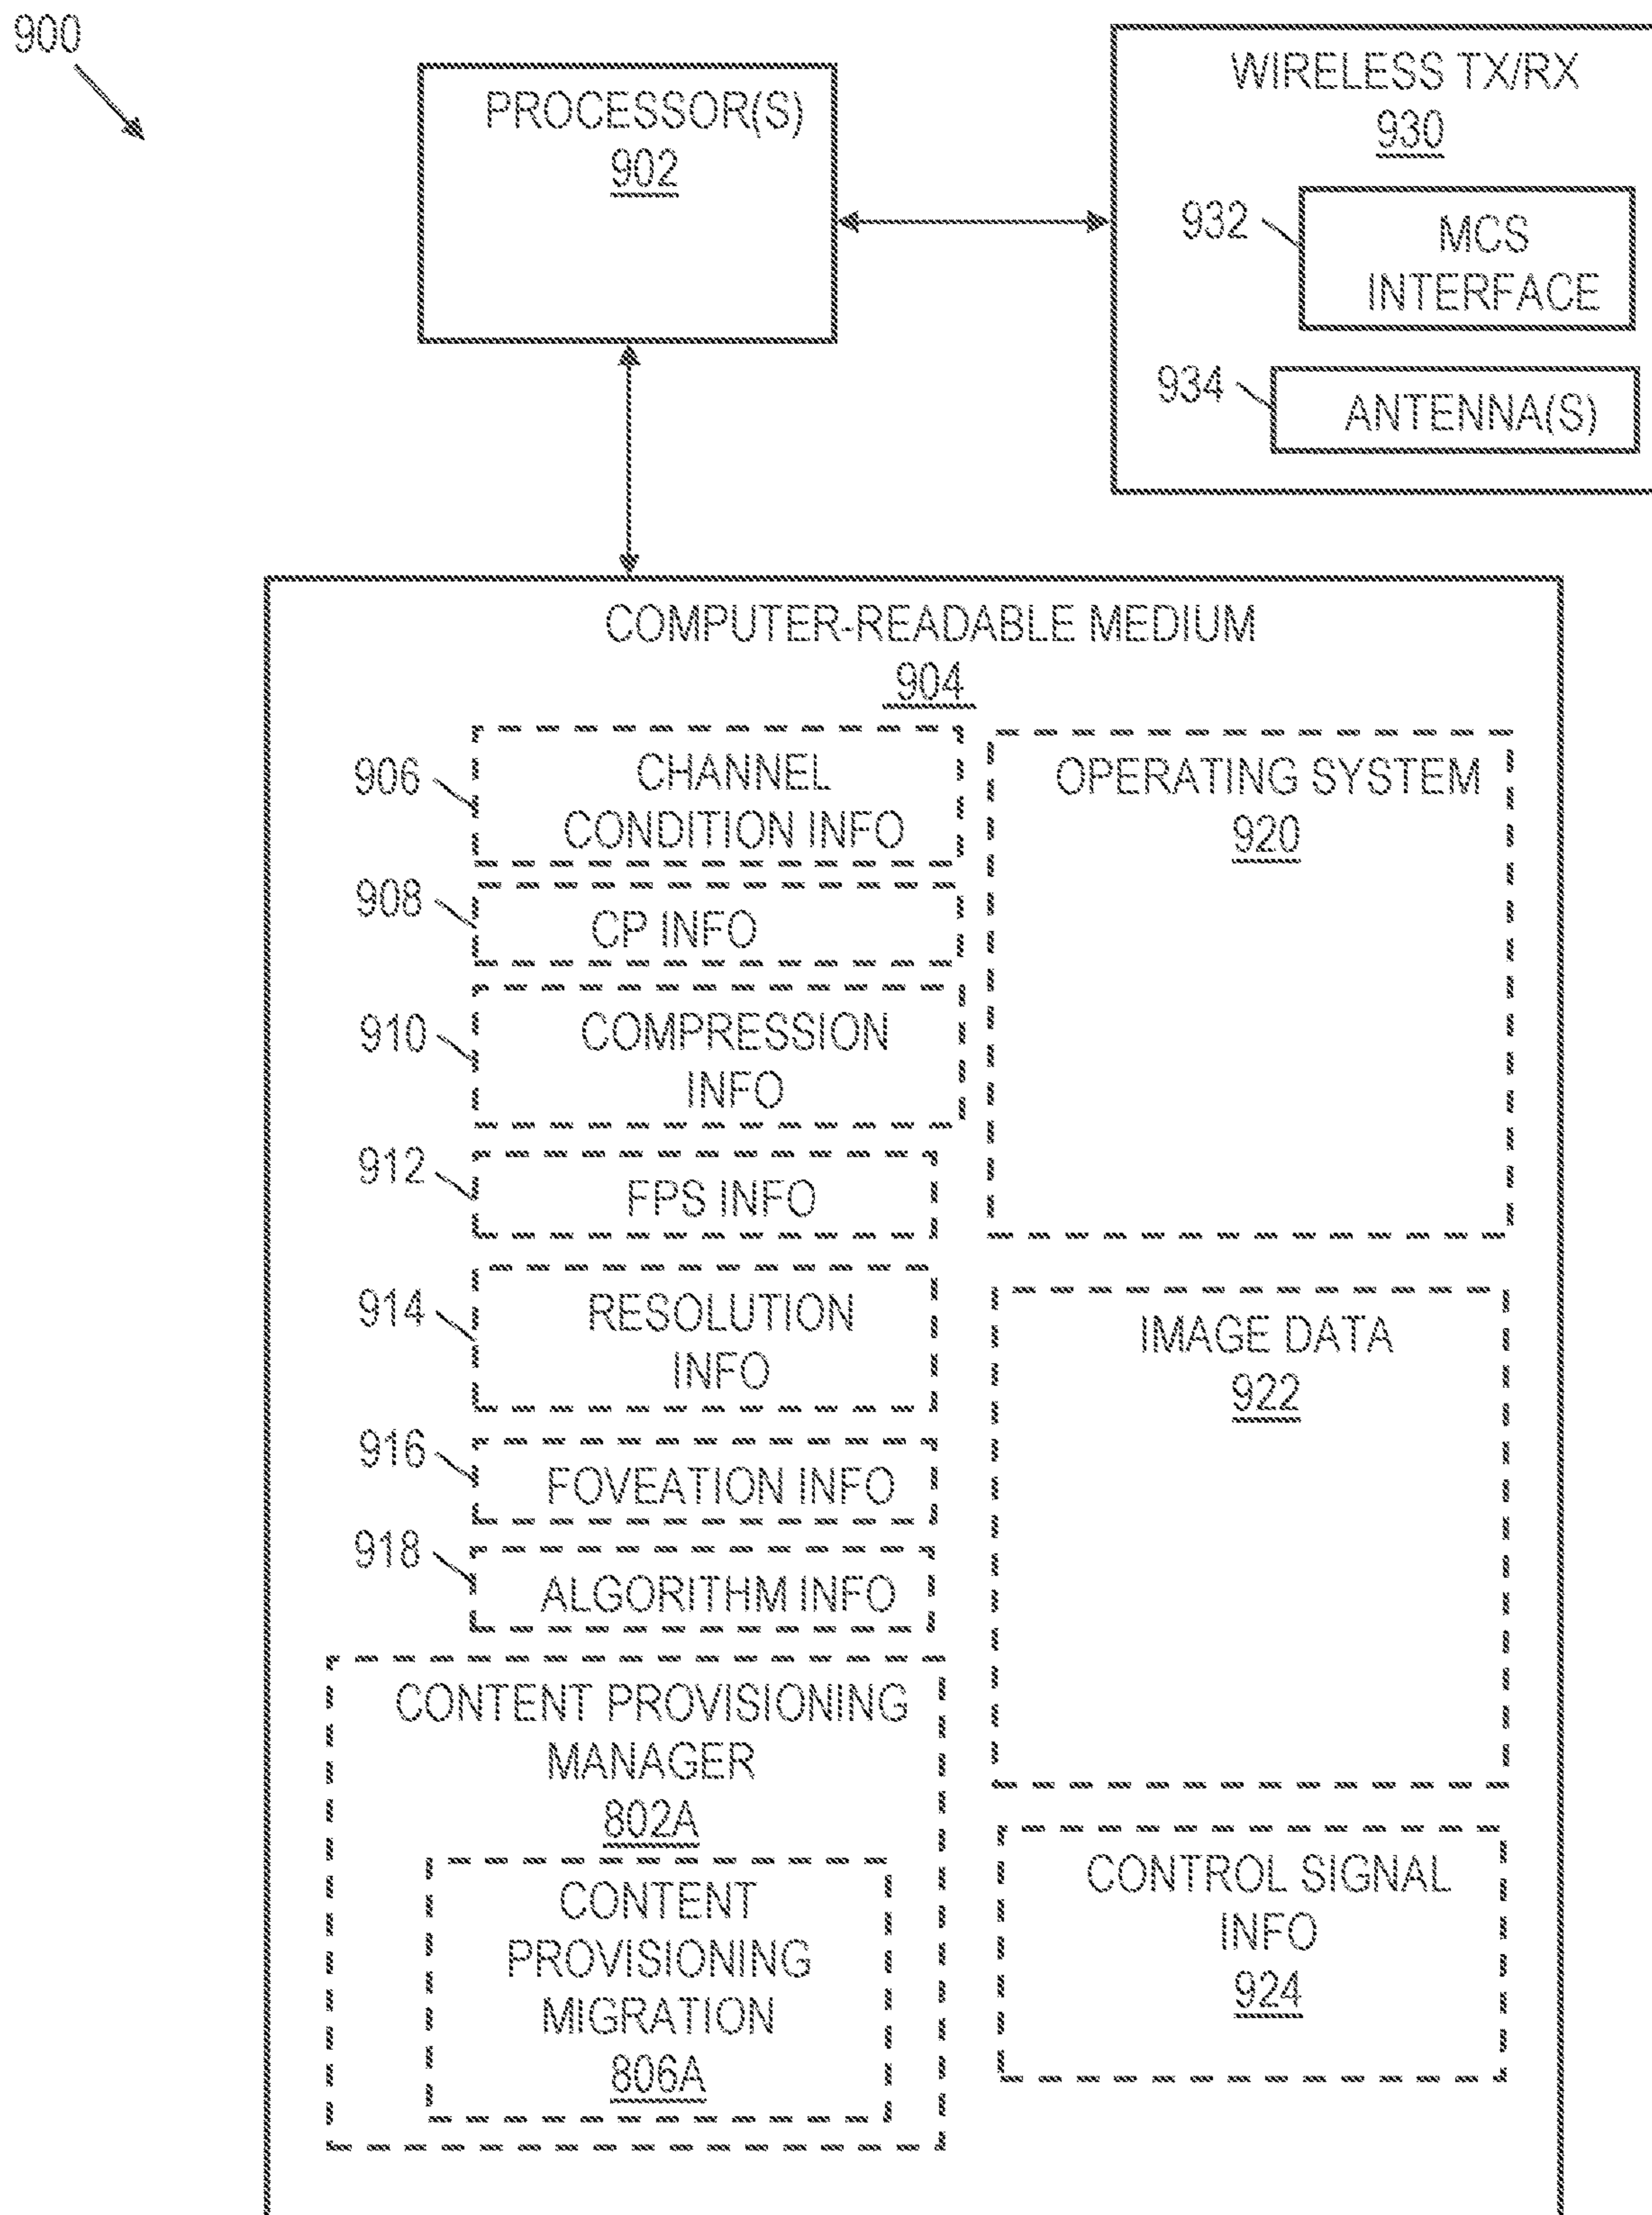 900
PROCESSOR(S)
902
WIRELESS TX/RX
930
932
MCS
INTERFACE
934
ANTENNA(S)
COMPUTER-READABLE MEDIUM
904
906
CHANNEL
CONDITION INFO
908
CP INFO
910
COMPRESSION
INFO
912
FPS INFO
914
RESOLUTION
INFO
916
FOVEATION INFO
918
ALGORITHM INFO
CONTENT PROVISIONING
MANAGER
802A
CONTENT
PROVISIONING
MIGRATION
806A
OPERATING SYSTEM
920
IMAGE DATA
922
CONTROL SIGNAL
INFO
924